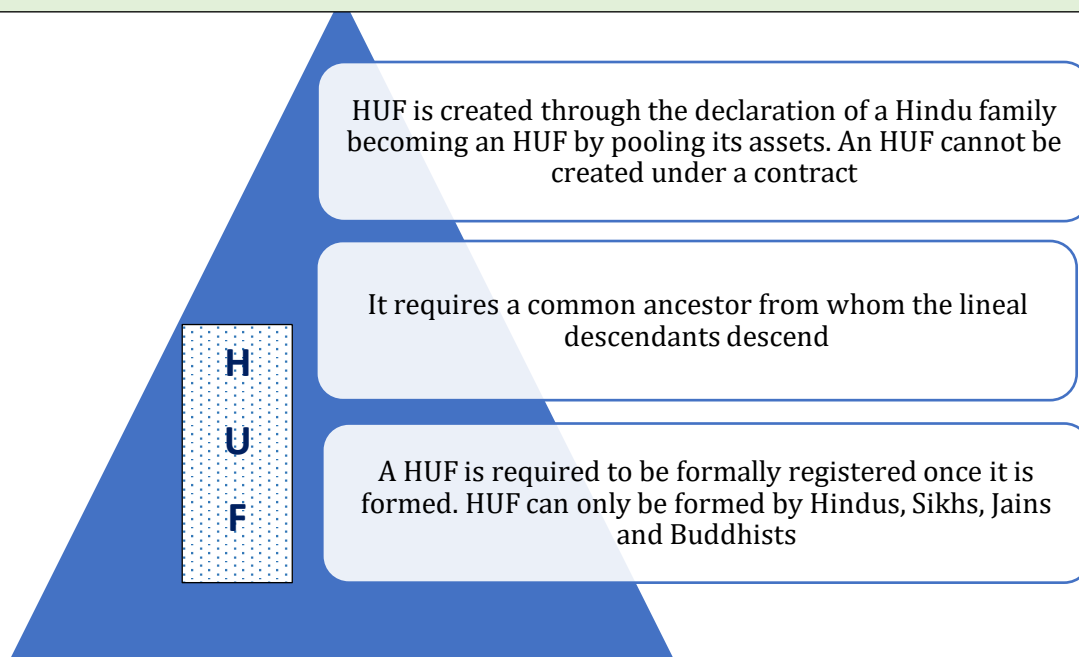 HUF is created through the declaration of a Hindu family
becoming an HUF by pooling its assets. An HUF cannot be
created under a contract
It requires a common ancestor from whom the lineal
descendants descend
H
U
F
A HUF is required to be formally registered once it is
formed. HUF can only be formed by Hindus, Sikhs, Jains
and Buddhists